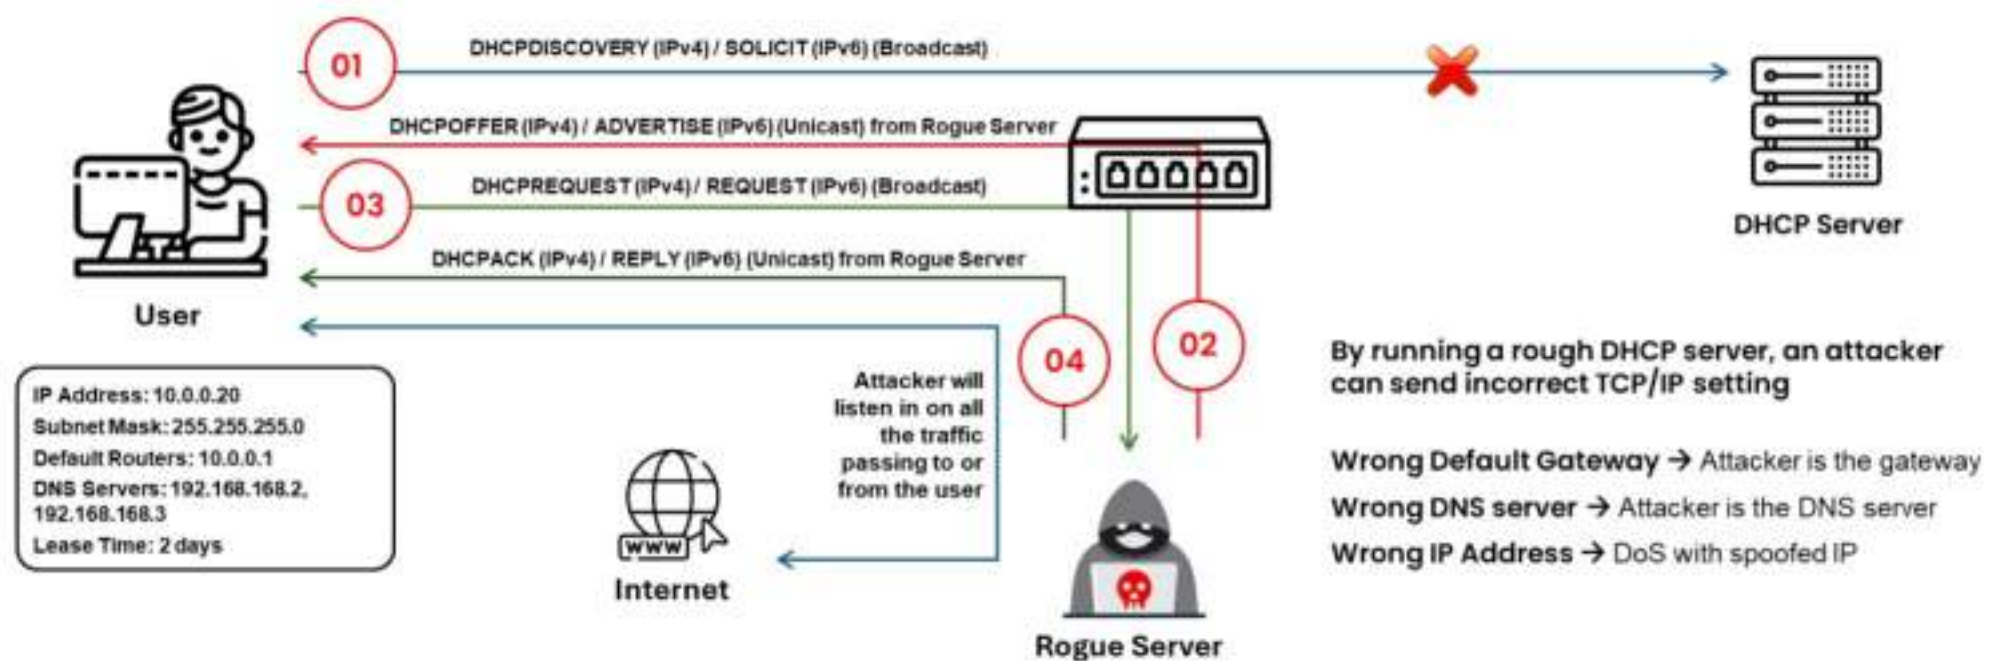 01
DHCPDISCOVERY (IPv4) / SOLICIT (IPv6) (Broadcast)
DHCPOFFER (IPv4) / ADVERTISE (IPv6) (Unicast) from Rogue Server
03
DHCPREQUEST (IPv4) / REQUEST (IPv6) (Broadcast)
DHCP Server
DHCPACK (IPv4) / REPLY (IPv6) (Unicast) from Rogue Server
User
04
02
IP Address: 10.0.0.20
Subnet Mask: 255.255.255.0
Default Routers: 10.0.0.1
DNS Servers: 192.168.168.2,
192.168.168.3
Lease Time: 2 days
Attacker will
listen in on all
the traffic
passing to or
from the user
www
Internet
Rogue Server
By running a rough DHCP server, an attacker
can send incorrect TCP/IP setting
Wrong Default Gateway → Attacker is the gateway
Wrong DNS server → Attacker is the DNS server
Wrong IP Address → DoS with spoofed IP